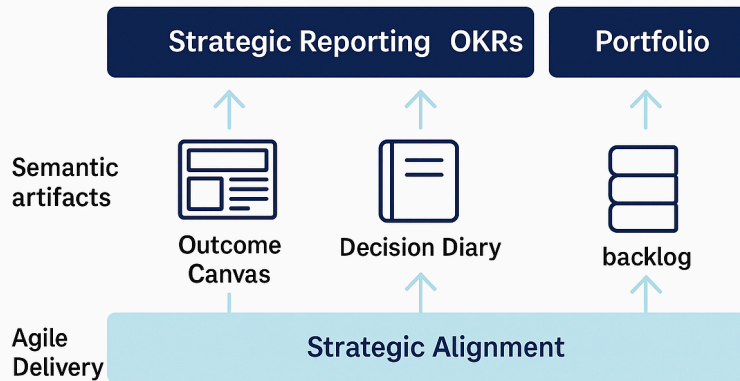 Strategic Reporting OKRs
Portfolio
Semantic
artifacts
Outcome
Canvas
Decision Diary
backlog
Agile
Delivery
Strategic Alignment